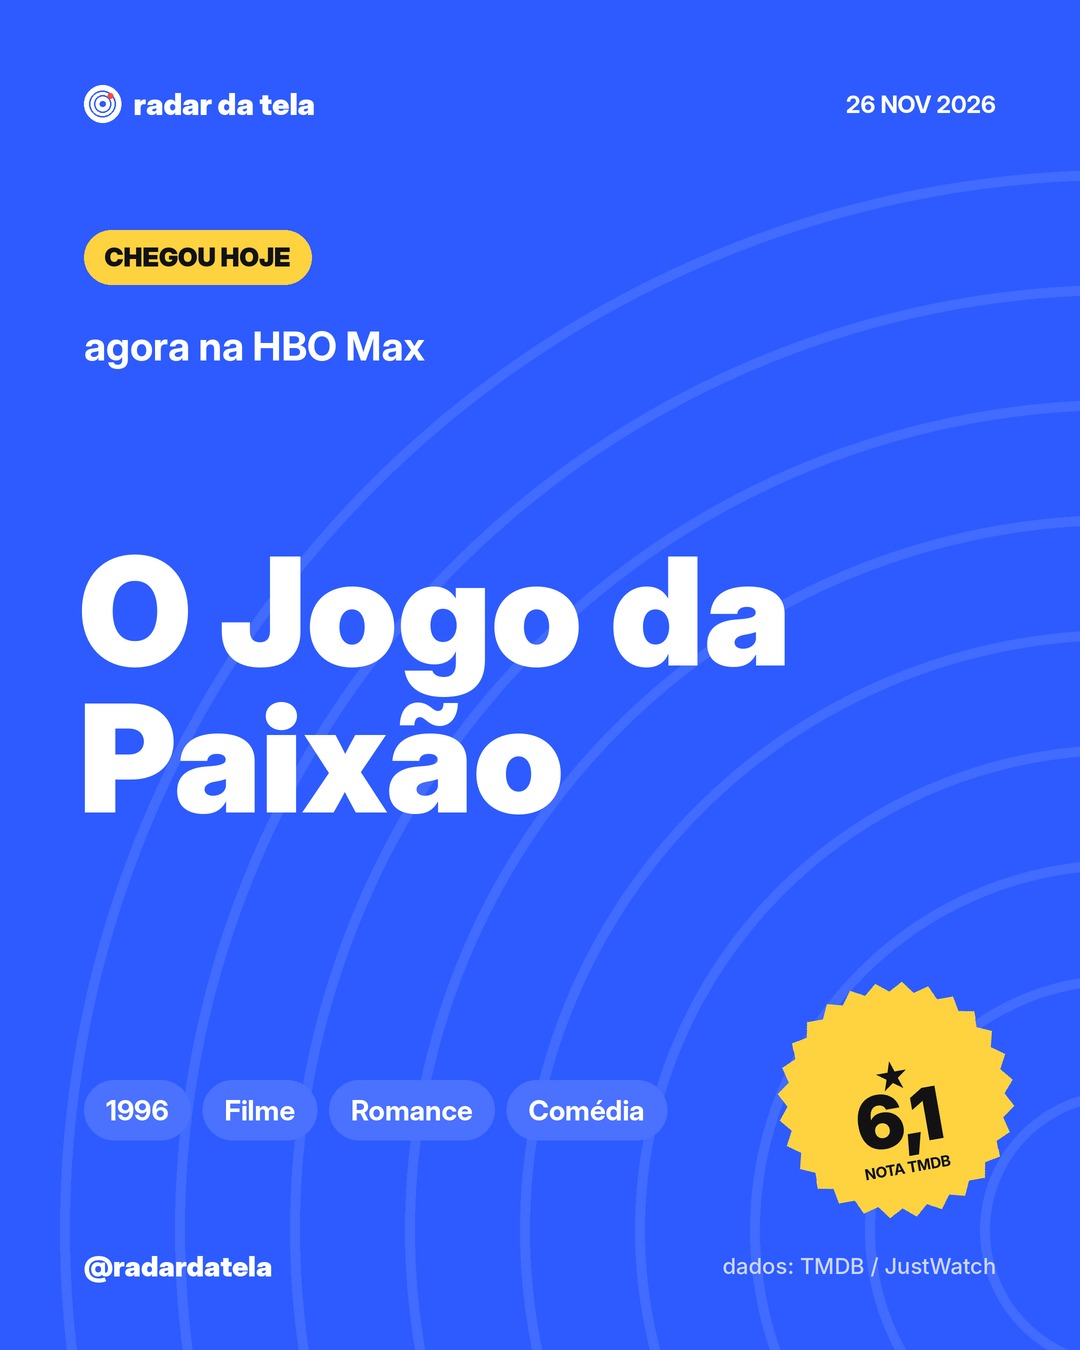 radar da tela
26 NOV 2026
CHEGOU HOJE
agora na HBO Max
O Jogo da
Paixão
1996
Filme
Romance
Comédia
★
6,1
NOTA TMDB
@radardatela
dados: TMDB / JustWatch